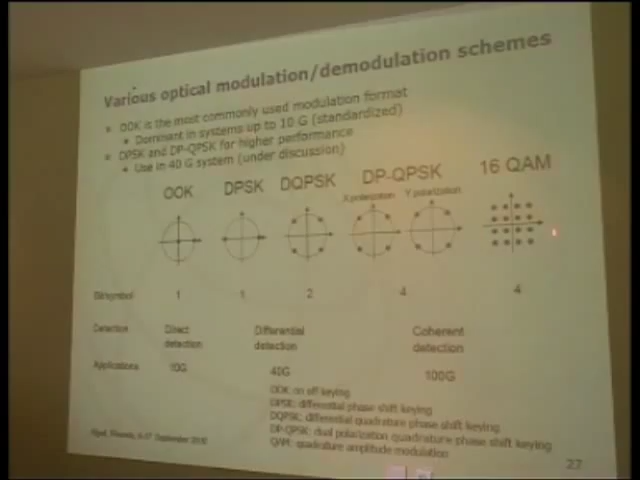 Various optical modulation/demodulation schemes
OOK is the most commonly used modulation format
Dominant in systems up to 10 G (standardized)
DPSK and DP-QPSK for higher performance
Use in 40 G system (under discussion)
OOK DPSK DQPSK DP-QPSK 16 QAM
X polarization Y polarization
Bit/symbol 1 1 2 4 4
Detection Direct detection Differential detection Coherent detection
Applications 10G 40G 100G
OOK: on off keying
DPSK: differential phase shift keying
DQPSK: differential quadrature phase shift keying
DP-QPSK: dual polarization quadrature phase shift keying
QAM: quadrature amplitude modulation
September 2010
27